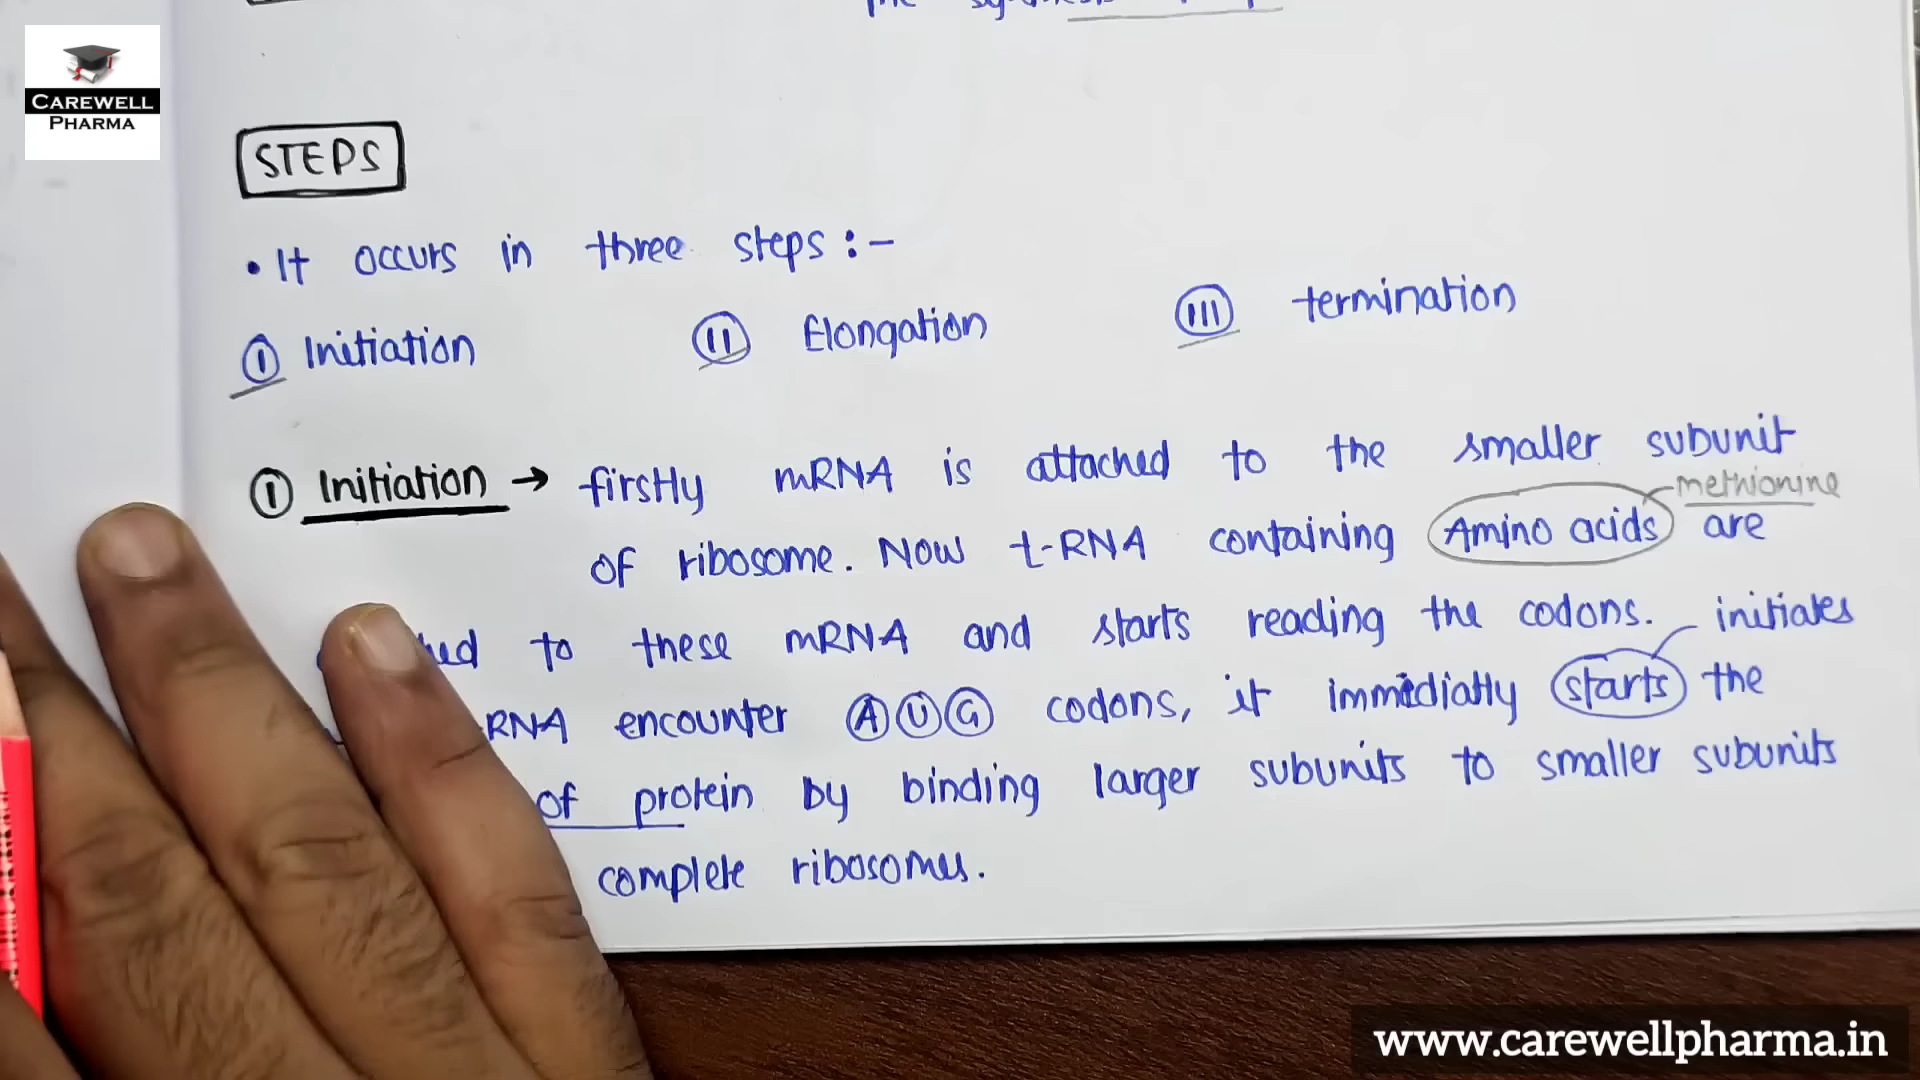 CAREWELL
PHARMA
STEPS
• It occurs in three steps :-
I Initiation II Elongation III termination
I Initiation → firstly mRNA is attached to the smaller subunit
methionine
of ribosome. Now t-RNA containing Amino acids are
to these mRNA and starts reading the codons.
initiates
RNA encounter A U G codons, it immidiatly starts the
of protein by binding larger subunits to smaller subunits
complete ribosomes.
www.carewellpharma.in